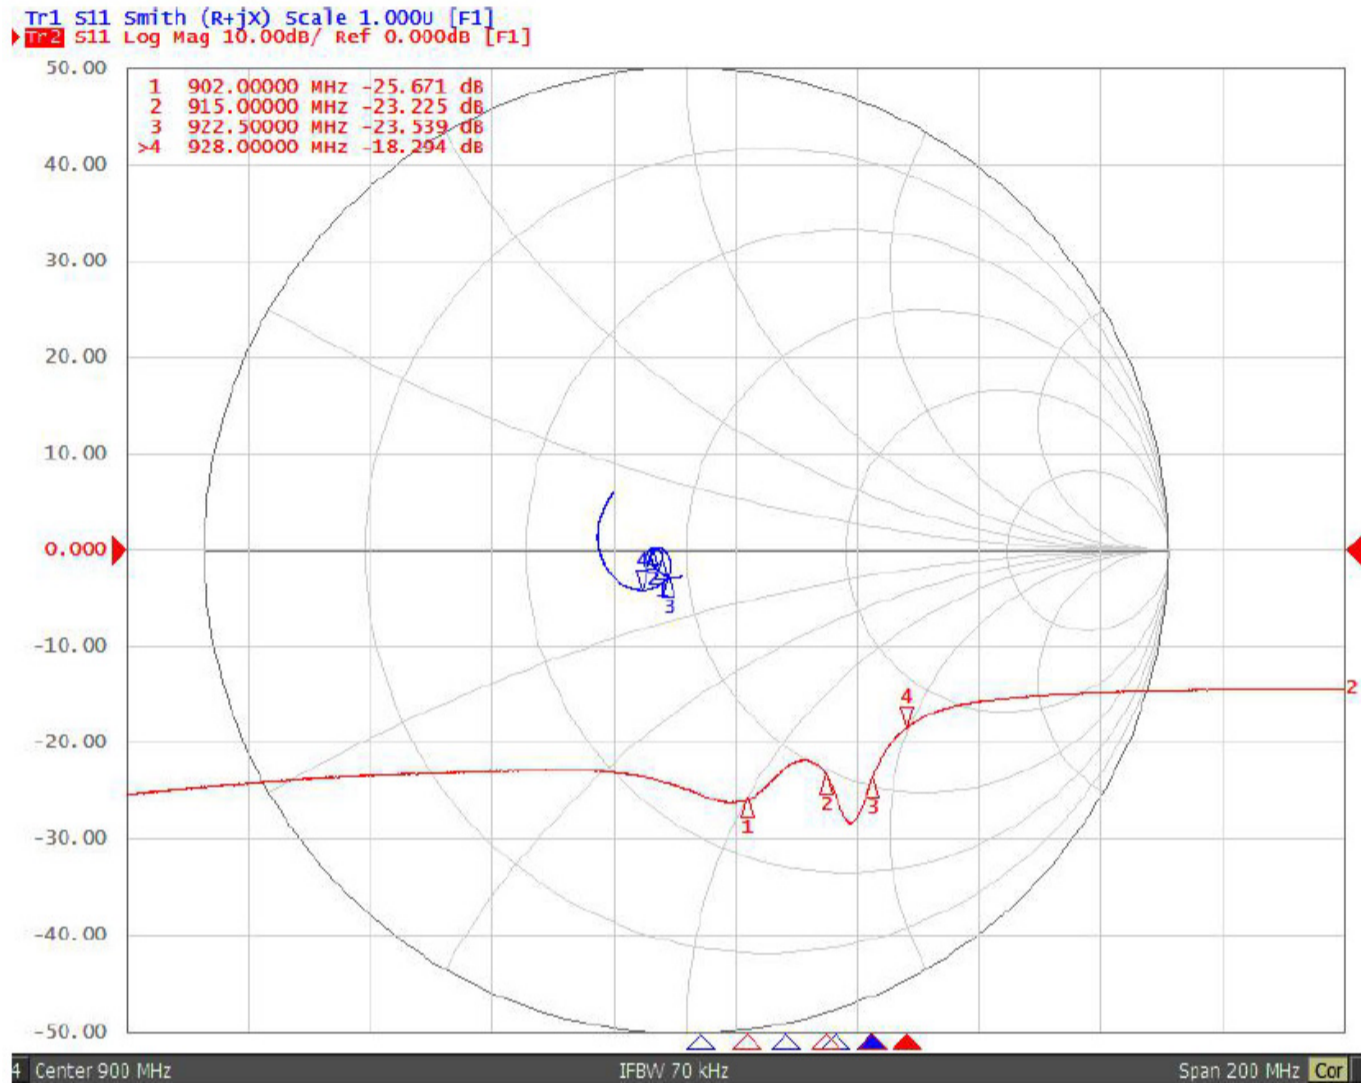 Tr1 S11 Smith (R+jX) Scale 1.000U [F1]
Tr2 S11 Log Mag 10.00dB/ Ref 0.000dB [F1]
50.00
1 902.00000 MHz -25.671 dB
2 915.00000 MHz -23.225 dB
3 922.50000 MHz -23.539 dB
>4 928.00000 MHz -18.294 dB
40.00
30.00
20.00
10.00
0.000
4
2
1
3
-10.00
2
4
-20.00
1
2
3
-30.00
-40.00
-50.00
4 Center 900 MHz IFBW 70 kHz Span 200 MHz Cor